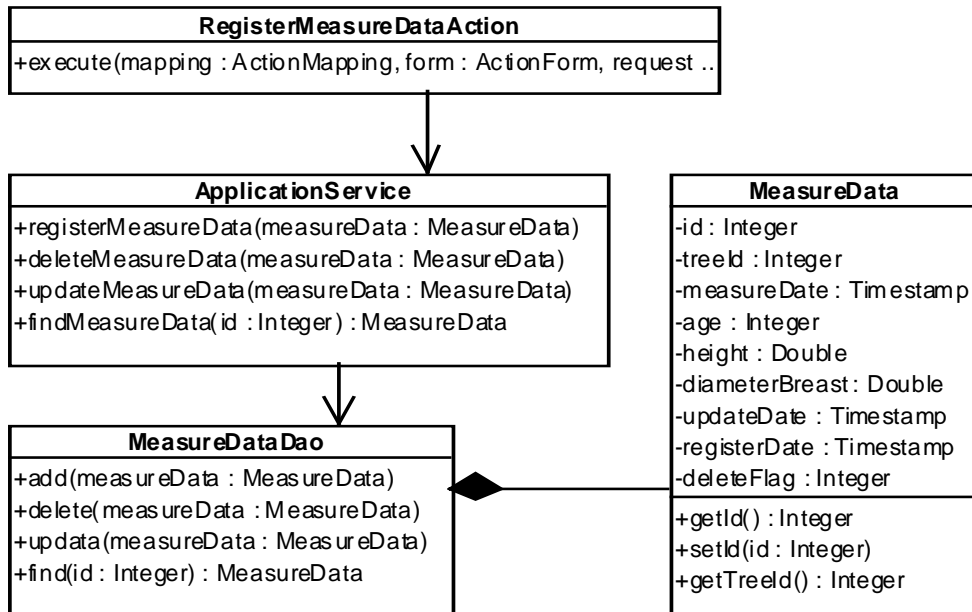 RegisterMeasureDataAction
+execute(mapping : ActionMapping, form : ActionForm, request ..
ApplicationService
+registerMeasureData(measureData : MeasureData)
+deleteMeasureData(measureData : MeasureData)
+updateMeasureData(measureData : MeasureData)
+findMeasureData(id : Integer) : MeasureData
MeasureDataDao
+add(measureData : MeasureData)
+delete(measureData : MeasureData)
+updata(measureData : MeasureData)
+find(id : Integer) : MeasureData
MeasureData
-id : Integer
-treeId : Integer
-measureDate : Timestamp
-age : Integer
-height : Double
-diameterBreast : Double
-updateDate : Timestamp
-registerDate : Timestamp
-deleteFlag : Integer
+getId() : Integer
+setId(id : Integer)
+getTreeId() : Integer